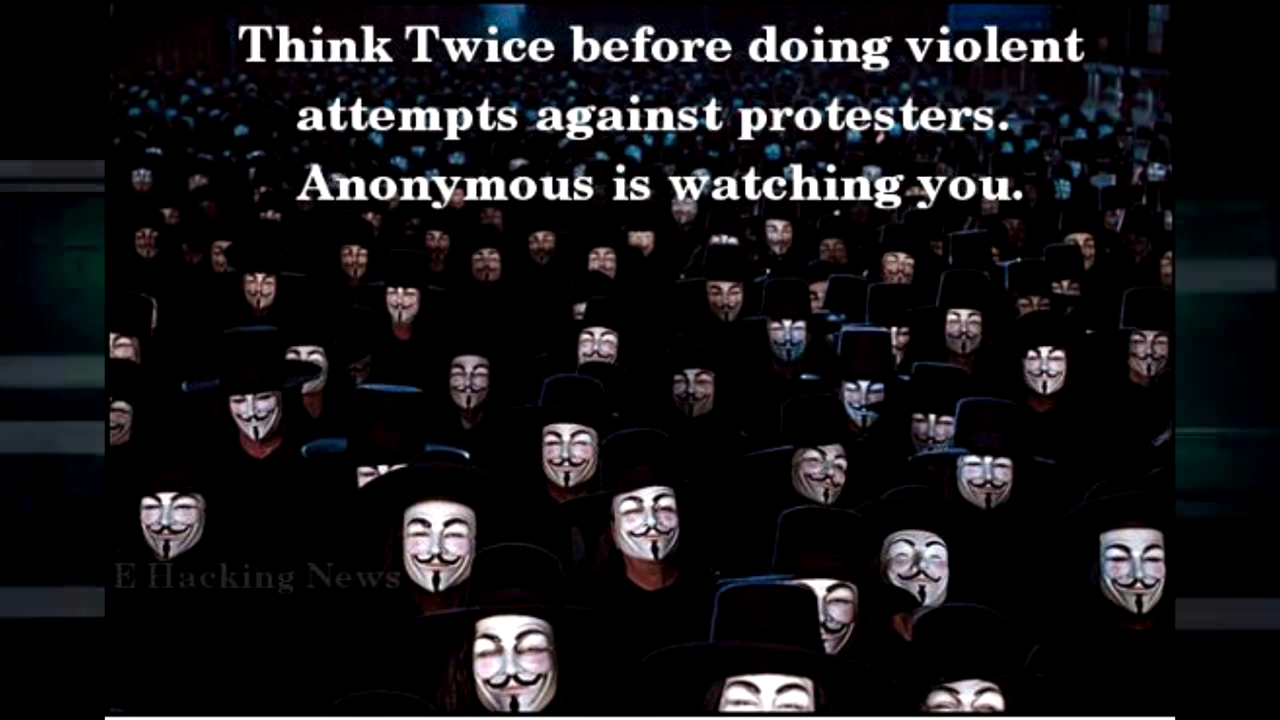 Think Twice before doing violent
attempts against protesters.
Anonymous is watching you.
E Hacking News